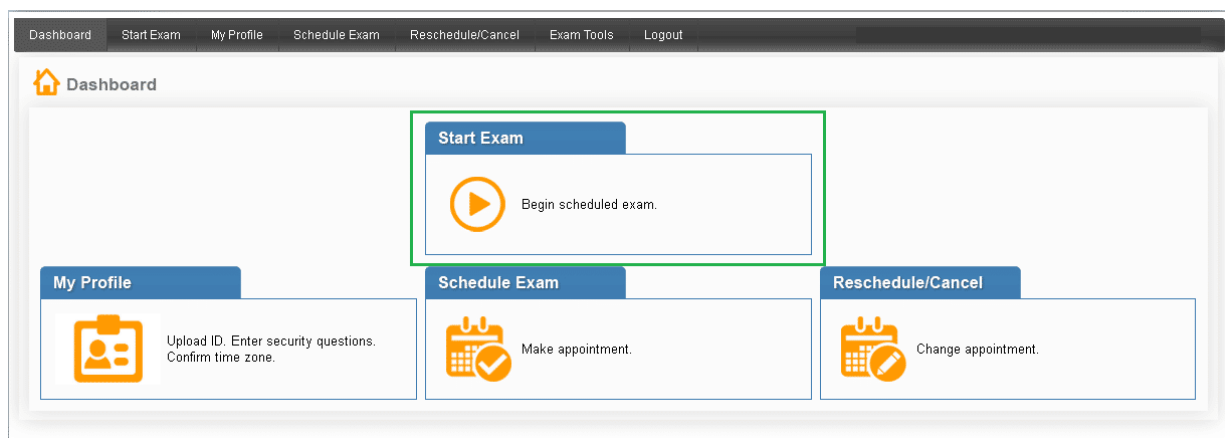 Dashboard Start Exam My Profile Schedule Exam Reschedule/Cancel Exam Tools Logout
Dashboard
Start Exam
Begin scheduled exam.
My Profile
Upload ID. Enter security questions.
Confirm time zone.
Schedule Exam
Make appointment.
Reschedule/Cancel
Change appointment.